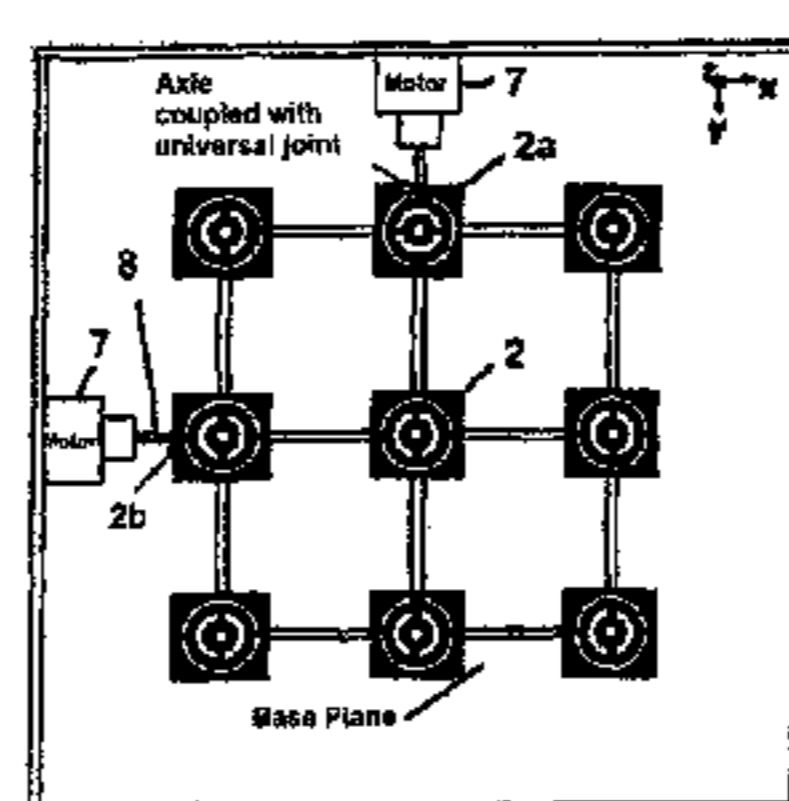 Axle
coupled with
universal joint
Motor
7
Z
X
Y
2a
8
7
2
Motor
2b
Base Plane